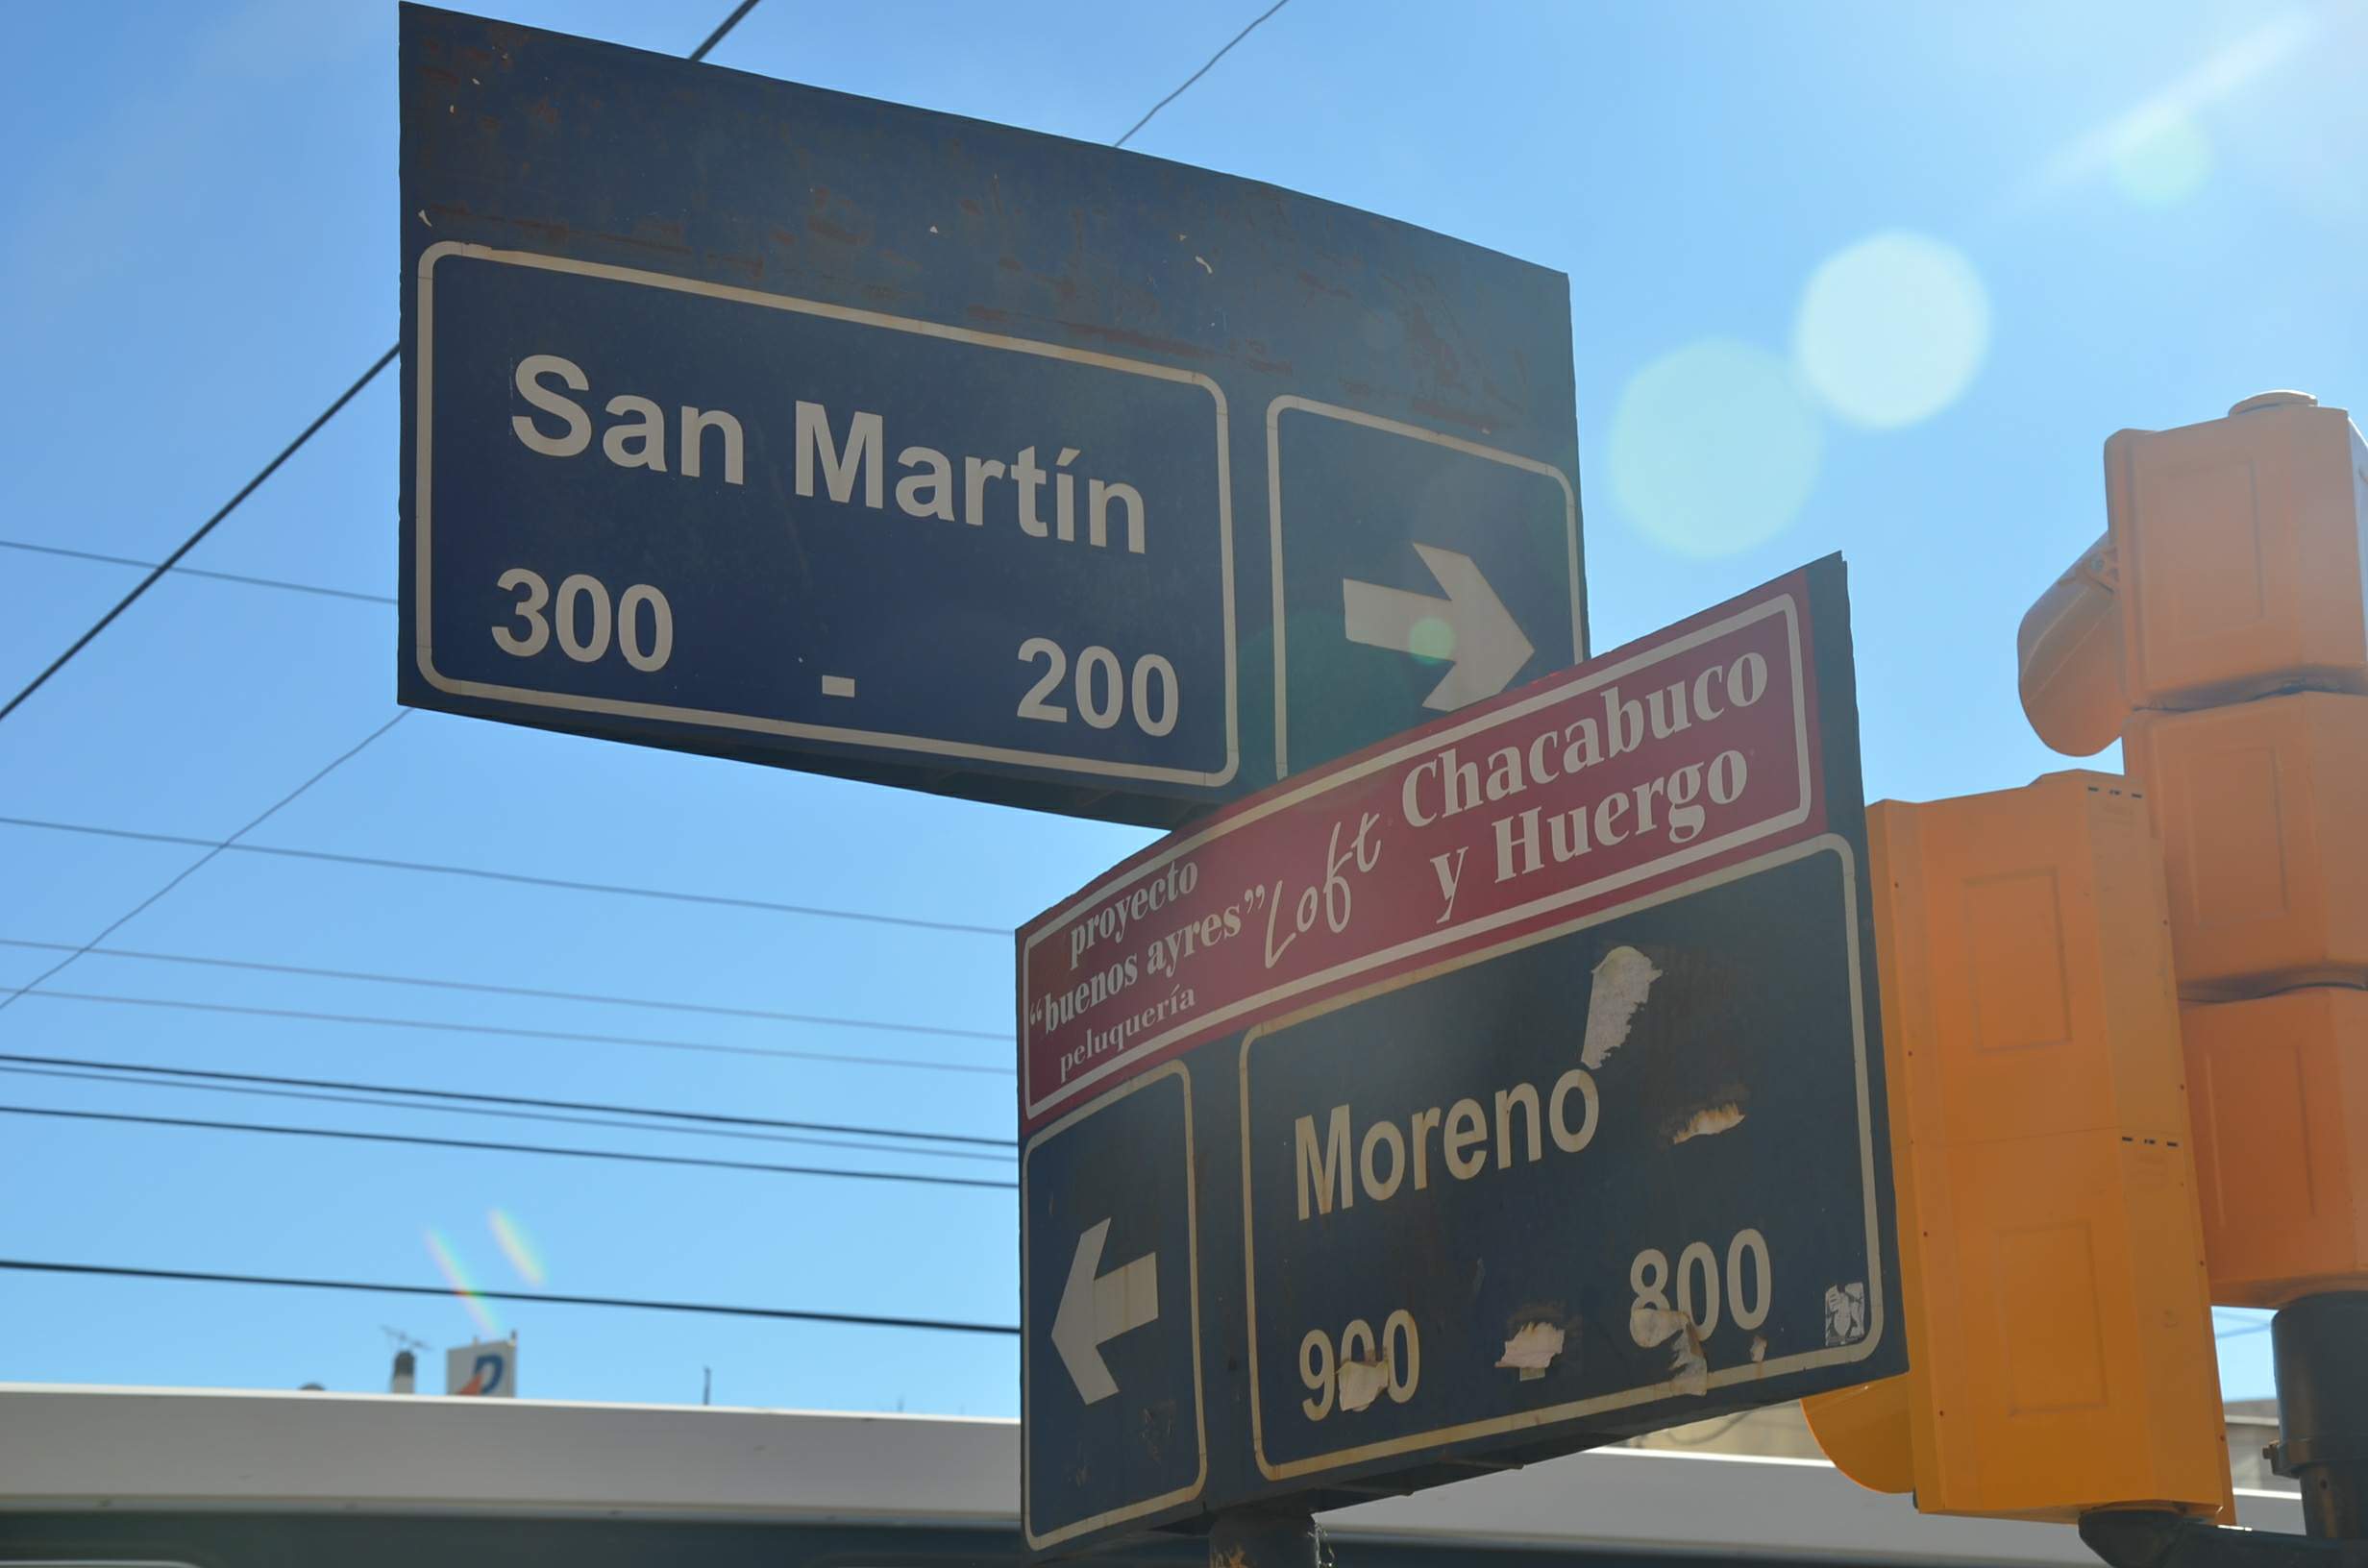 San Martín
300 - 200
proyecto
"buenos ayres"
peluquería
Loft
Chacabuco
y Huergo
Moreno
900 800